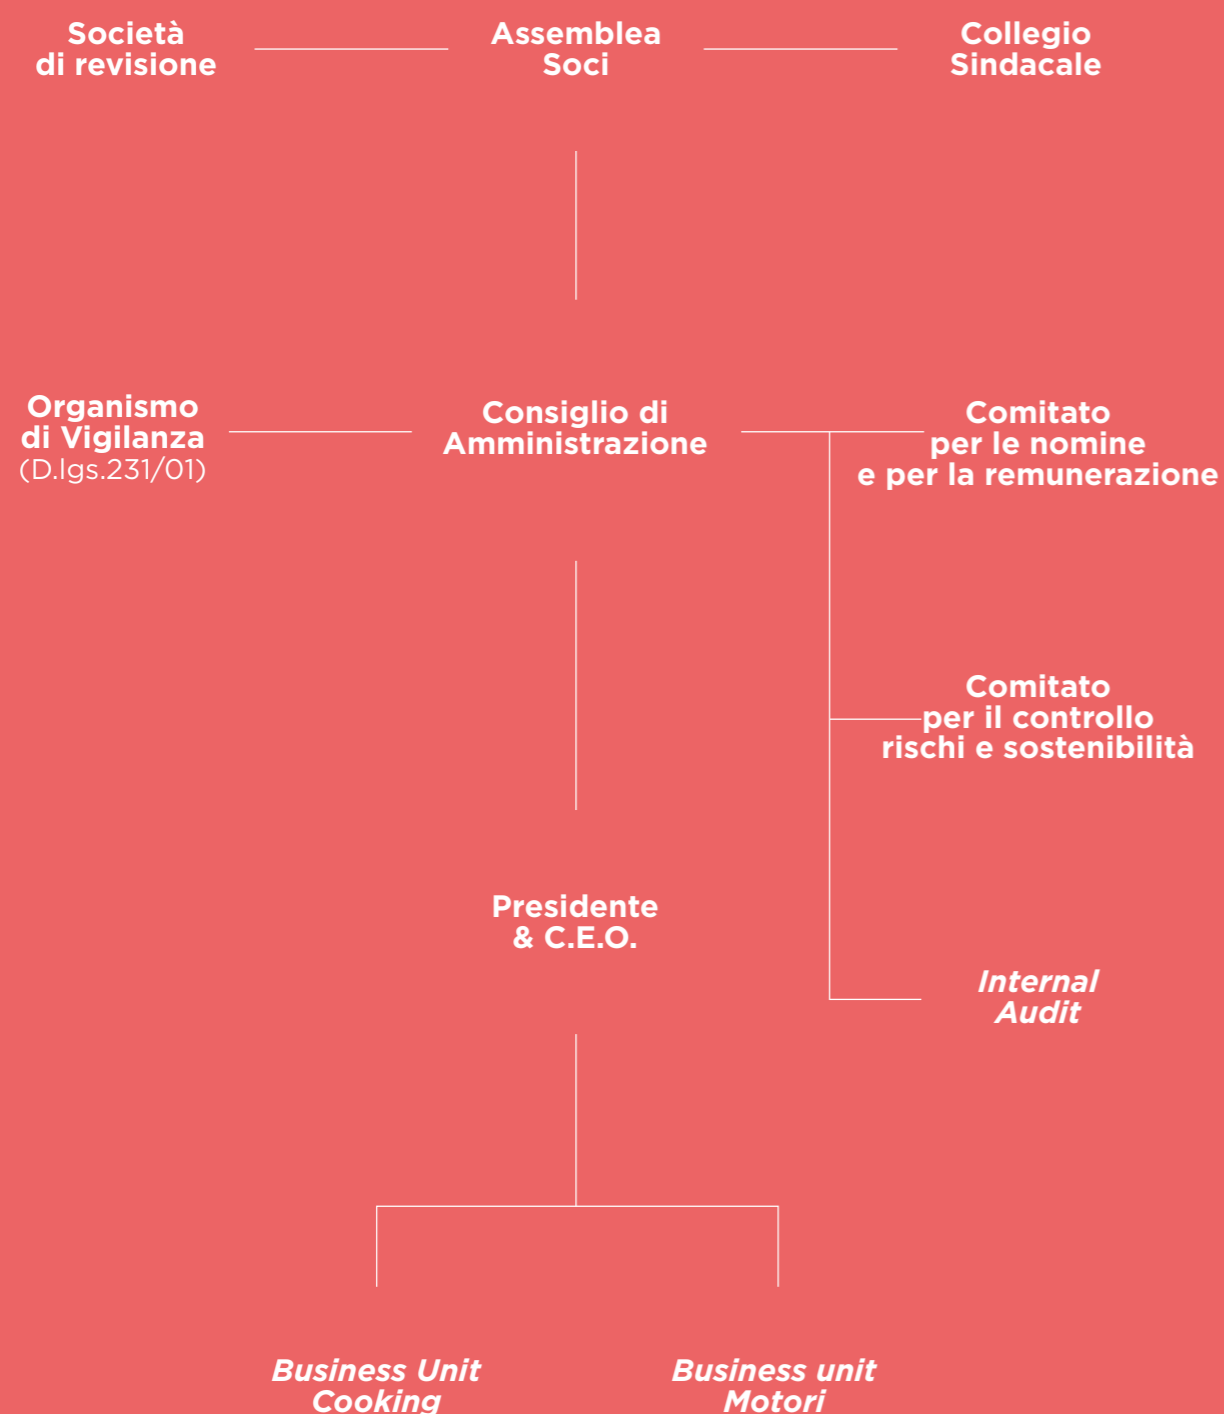 Società
di revisione
Assemblea
Soci
Collegio
Sindacale
Organismo
di Vigilanza
(D.lgs.231/01)
Consiglio di
Amministrazione
Comitato
per le nomine
e per la remunerazione
Comitato
per il controllo
rischi e sostenibilità
Presidente
& C.E.O.
Internal
Audit
Business Unit
Cooking
Business unit
Motori